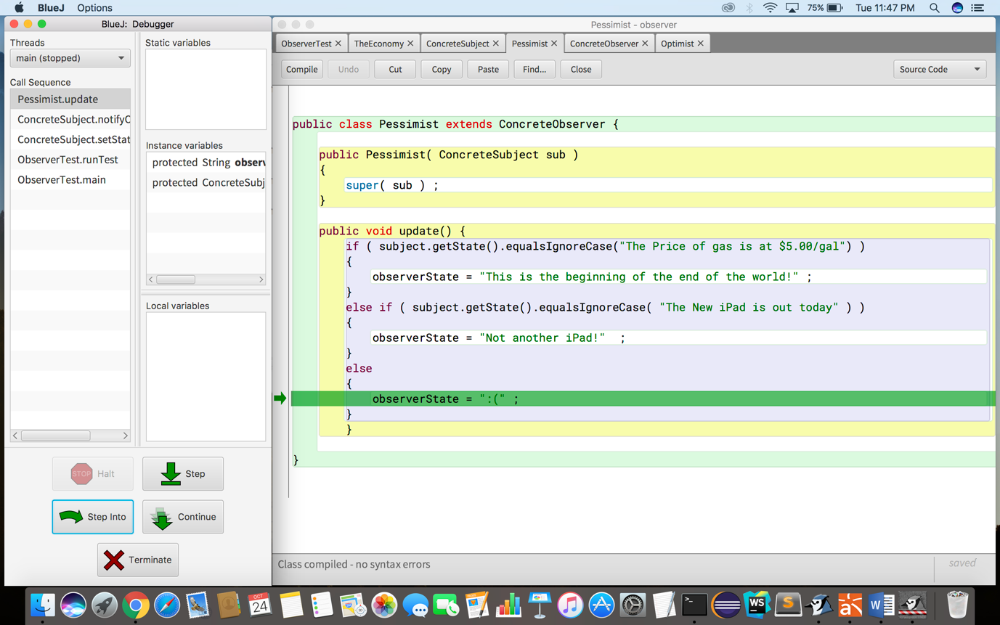 BlueJ Options 75% Tue 11:47 PM
BlueJ: Debugger
Pessimist - observer
Threads
main (stopped)
Call Sequence
Pessimist.update
ConcreteSubject.notifyO
ConcreteSubject.setStat
ObserverTest.runTest
ObserverTest.main
Static variables
Instance variables
protected String observ
protected ConcreteSubj
Local variables
STOP Halt
Step
Step Into
Continue
Terminate
ObserverTest TheEconomy ConcreteSubject Pessimist ConcreteObserver Optimist
Compile Undo Cut Copy Paste Find... Close Source Code
public class Pessimist extends ConcreteObserver {
public Pessimist( ConcreteSubject sub )
{
super( sub ) ;
}
public void update() {
if ( subject.getState().equalsIgnoreCase("The Price of gas is at $5.00/gal") )
{
observerState = "This is the beginning of the end of the world!" ;
}
else if ( subject.getState().equalsIgnoreCase( "The New iPad is out today" ) )
{
observerState = "Not another iPad!" ;
}
else
{
observerState = ":(" ;
}
}
}
Class compiled - no syntax errors
saved
OCT
24
WS
S
W